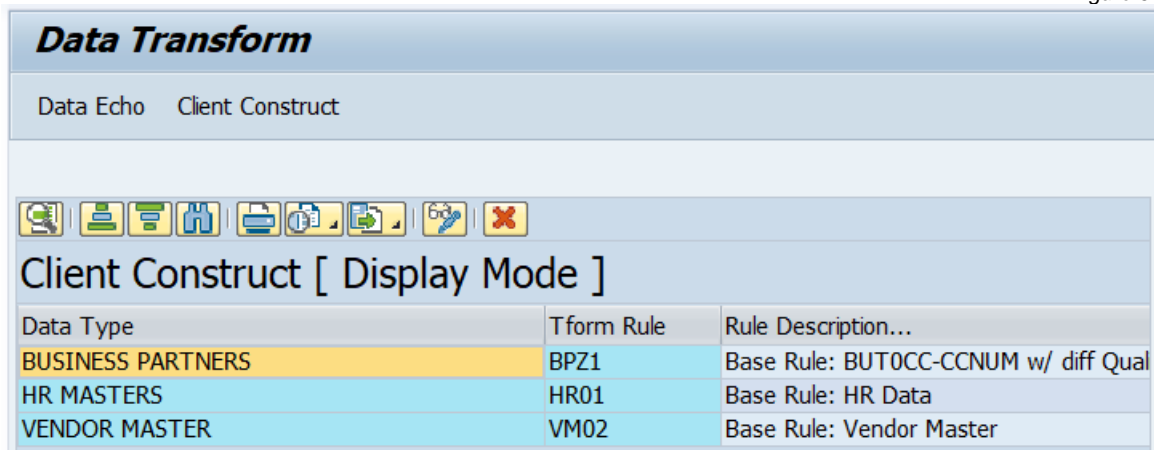 Data Transform
Data Echo Client Construct
Client Construct [ Display Mode ]
Data Type Tform Rule Rule Description...
BUSINESS PARTNERS BPZ1 Base Rule: BUT0CC-CCNUM w/ diff Qual
HR MASTERS HR01 Base Rule: HR Data
VENDOR MASTER VM02 Base Rule: Vendor Master